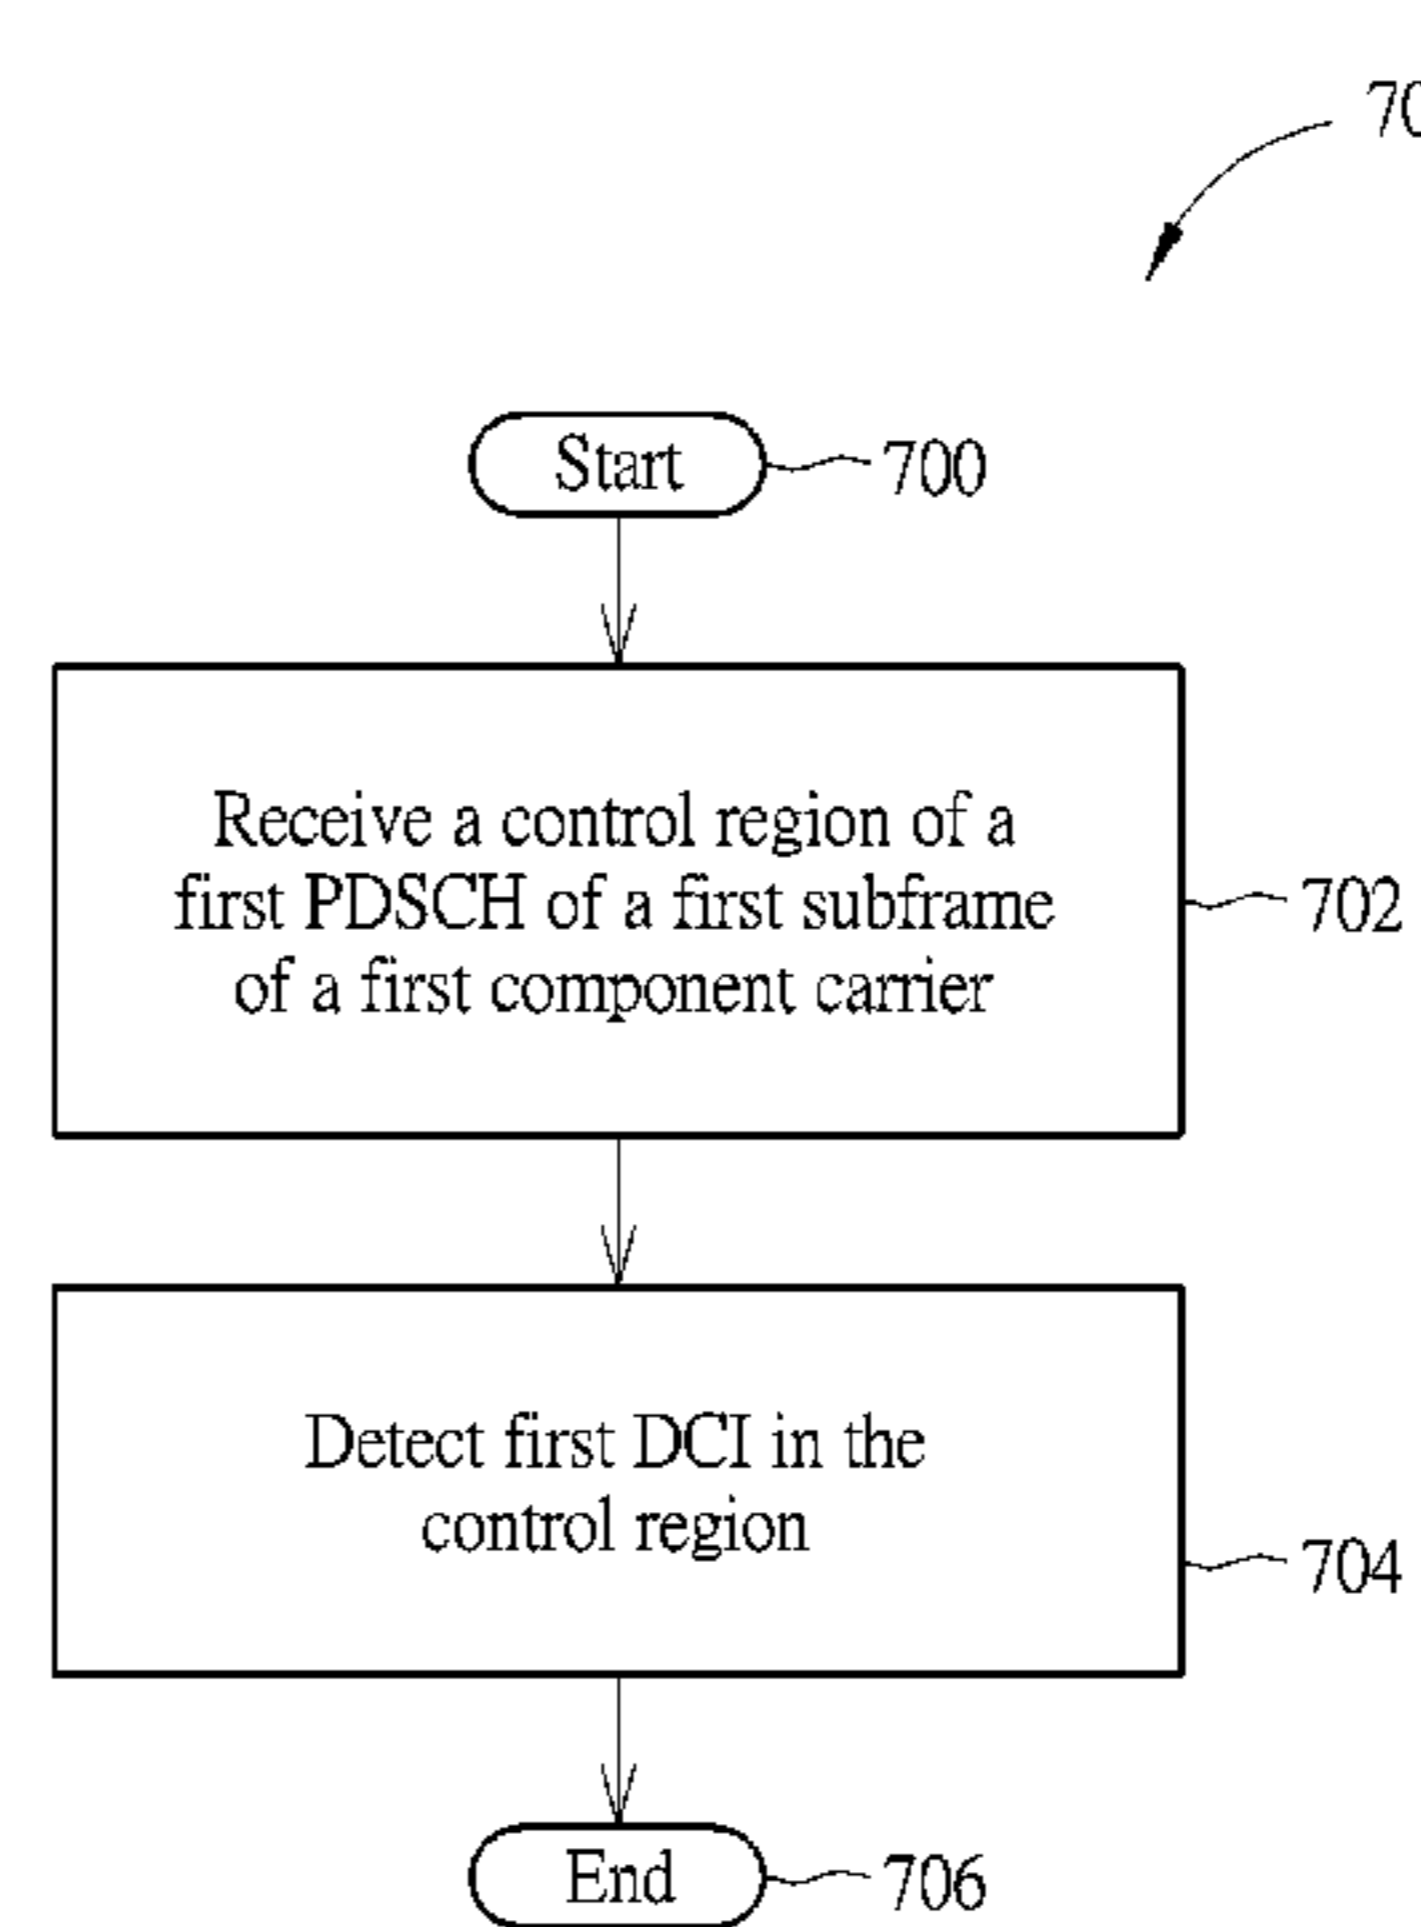 Start
700
Receive a control region of a
first PDSCH of a first subframe
of a first component carrier
702
Detect first DCI in the
control region
704
End
706